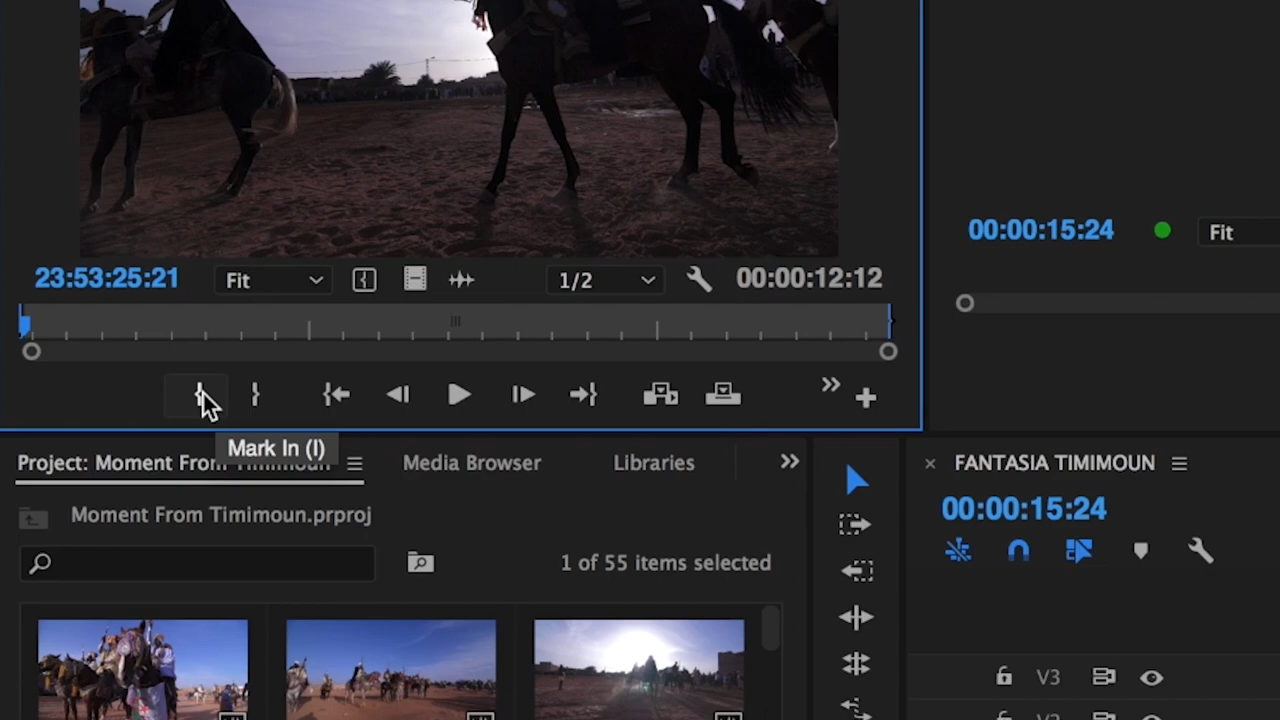 00:00:15:24
Fit
23:53:25:21
Fit
1/2
00:00:12:12
Mark In (I)
Project: Moment From Timimoun
Media Browser
Libraries
FANTASIA TIMIMOUN
00:00:15:24
Moment From Timimoun.prproj
1 of 55 items selected
V3